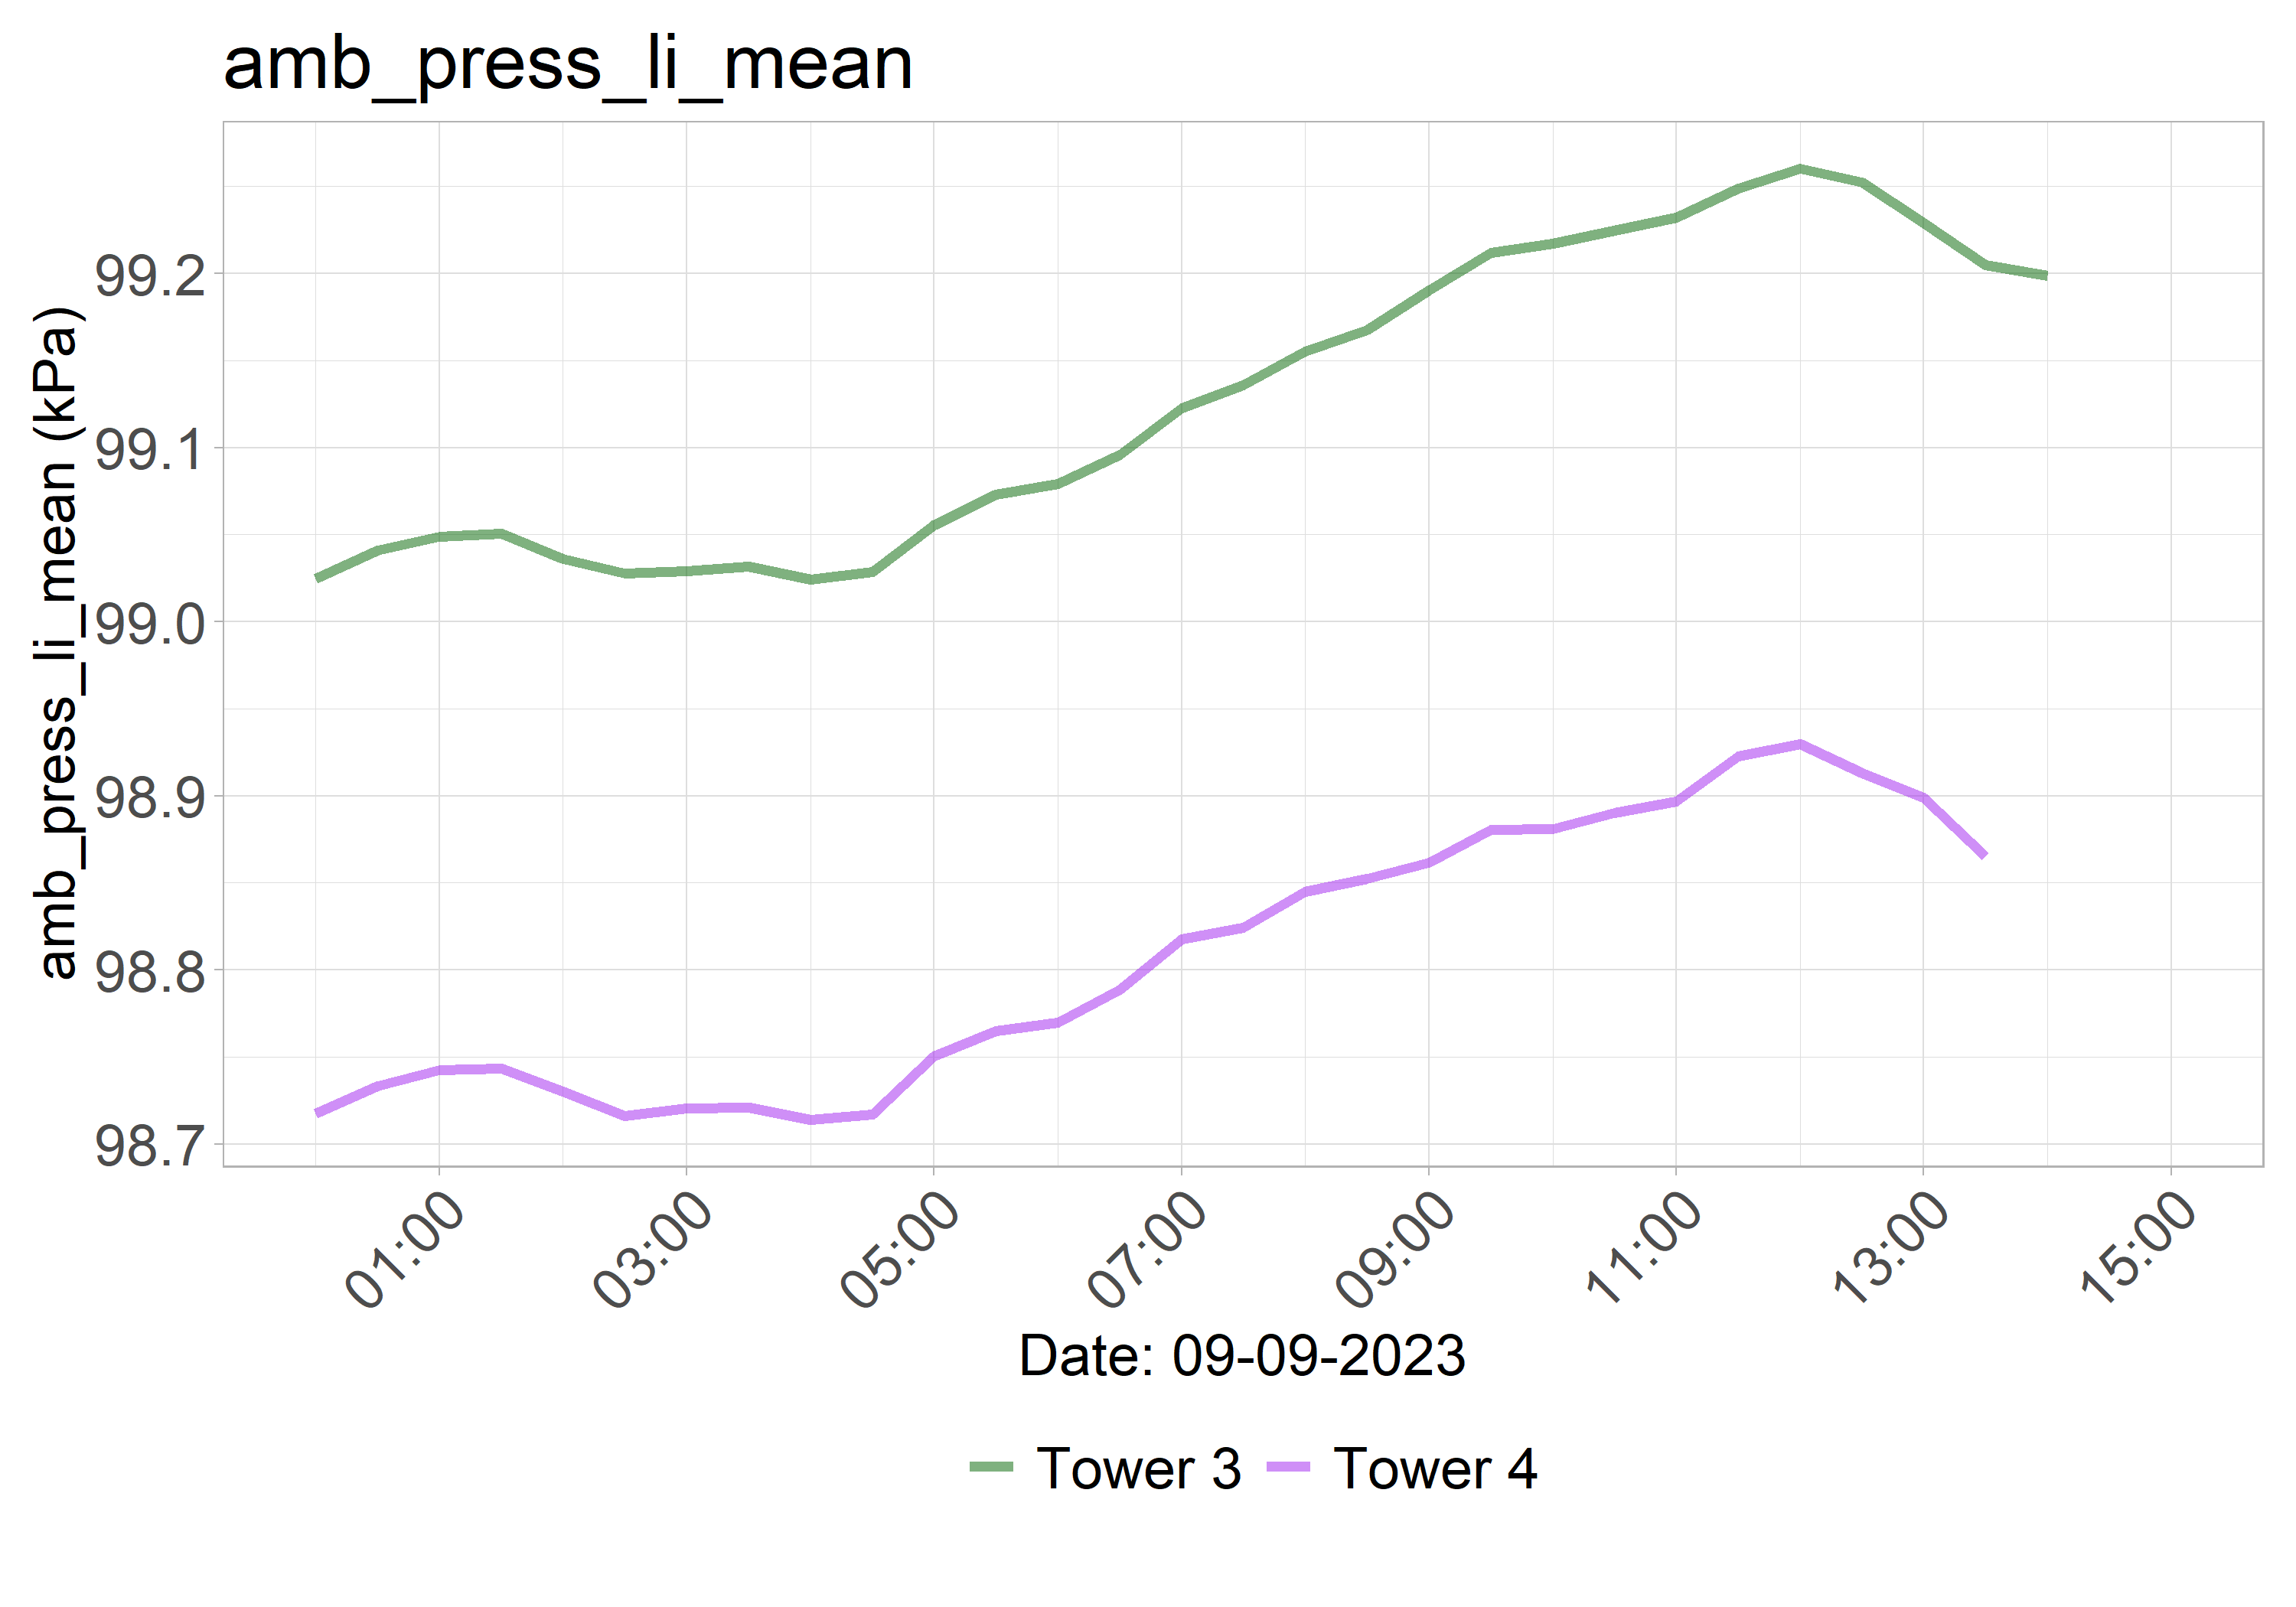 amb_press_li_mean
amb_press_li_mean (kPa)
99.2
99.1
99.0
98.9
98.8
98.7
01:00
03:00
05:00
07:00
09:00
11:00
13:00
15:00
Date: 09-09-2023
Tower 3
Tower 4